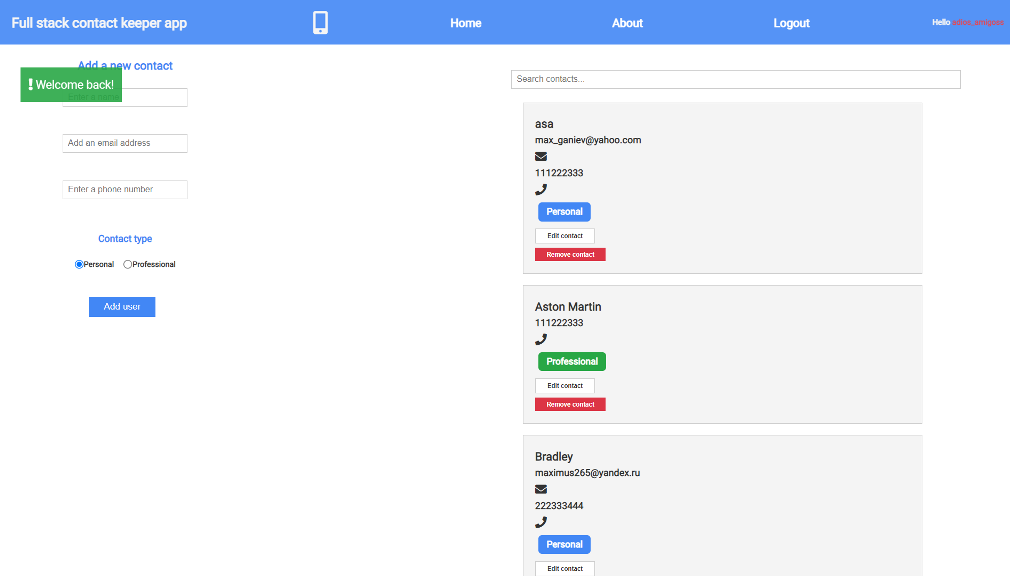 Full stack contact keeper app
Home
About
Logout
Hello adios_amigoss
Add a new contact
Welcome back!
Add an email address
Enter a phone number
Contact type
Personal
Professional
Add user
Search contacts...
asa
max_ganiev@yahoo.com
111222333
Personal
Edit contact
Remove contact
Aston Martin
111222333
Professional
Edit contact
Remove contact
Bradley
maximus265@yandex.ru
222333444
Personal
Edit contact